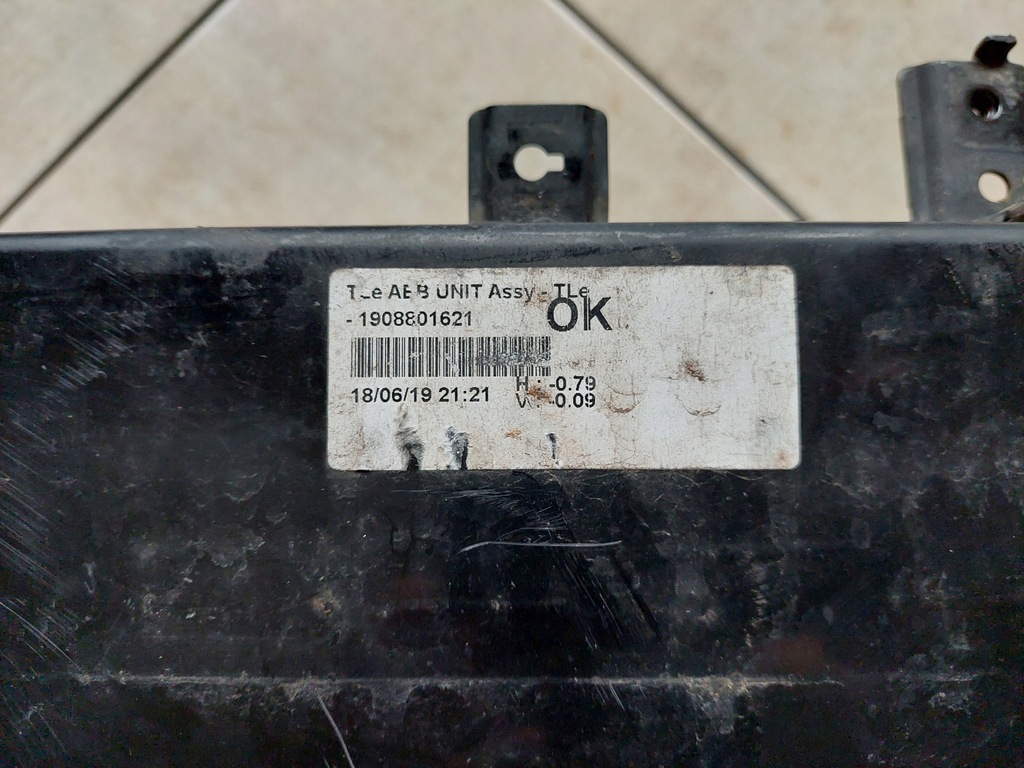 TLe AEB UNIT Assy - TLe
- 1908801621
OK
18/06/19 21:21
H : -0.79
V : -0.09